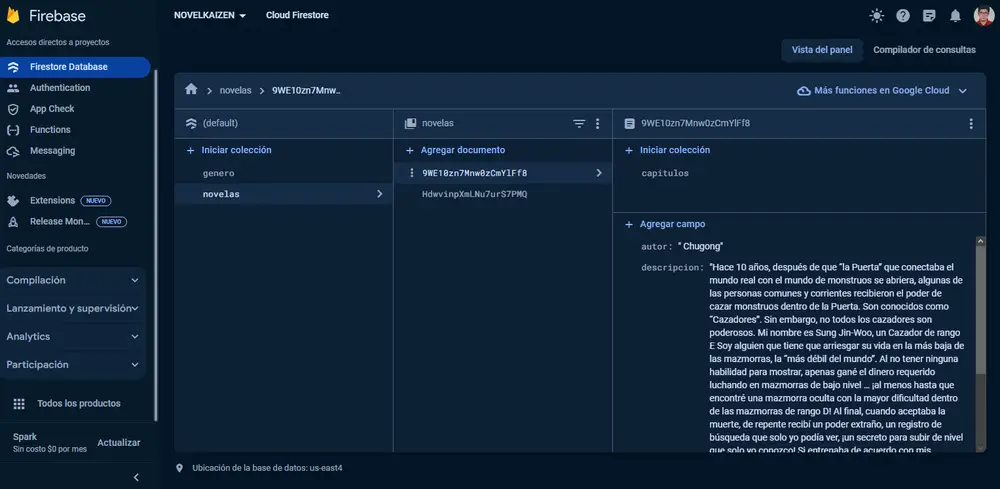 Firebase
NOVELKAIZEN
Cloud Firestore
Accesos directos a proyectos
Firestore Database
Authentication
App Check
Functions
Messaging
Novedades
Extensions NUEVO
Release Mon... NUEVO
Categorías de producto
Compilación
Lanzamiento y supervisión
Analytics
Participación
Todos los productos
Spark
Sin costo $0 por mes
Actualizar
Vista del panel
Compilador de consultas
novelas
9WE10zn7Mnw..
Más funciones en Google Cloud
(default)
+ Iniciar colección
genero
novelas
novelas
+ Agregar documento
9WE10zn7Mnw0zCmYlFf8
HdwvinpXmLNu7urS7PMQ
9WE10zn7Mnw0zCmYlFf8
+ Iniciar colección
capitulos
+ Agregar campo
autor: " Chugong"
descripcion: "Hace 10 años, después de que “la Puerta” que conectaba el
mundo real con el mundo de monstruos se abriera, algunas de
las personas comunes y corrientes recibieron el poder de
cazar monstruos dentro de la Puerta. Son conocidos como
“Cazadores”. Sin embargo, no todos los cazadores son
poderosos. Mi nombre es Sung Jin-Woo, un Cazador de rango
E Soy alguien que tiene que arriesgar su vida en la más baja de
las mazmorras, la “más débil del mundo”. Al no tener ninguna
habilidad para mostrar, apenas gané el dinero requerido
luchando en mazmorras de bajo nivel … ¡al menos hasta que
encontré una mazmorra oculta con la mayor dificultad dentro
de las mazmorras de rango D! Al final, cuando aceptaba la
muerte, de repente recibí un poder extraño, un registro de
búsqueda que solo yo podía ver, ¡un secreto para subir de nivel
que solo yo conozco! Si entrenaba de acuerdo con mis
Ubicación de la base de datos: us-east4